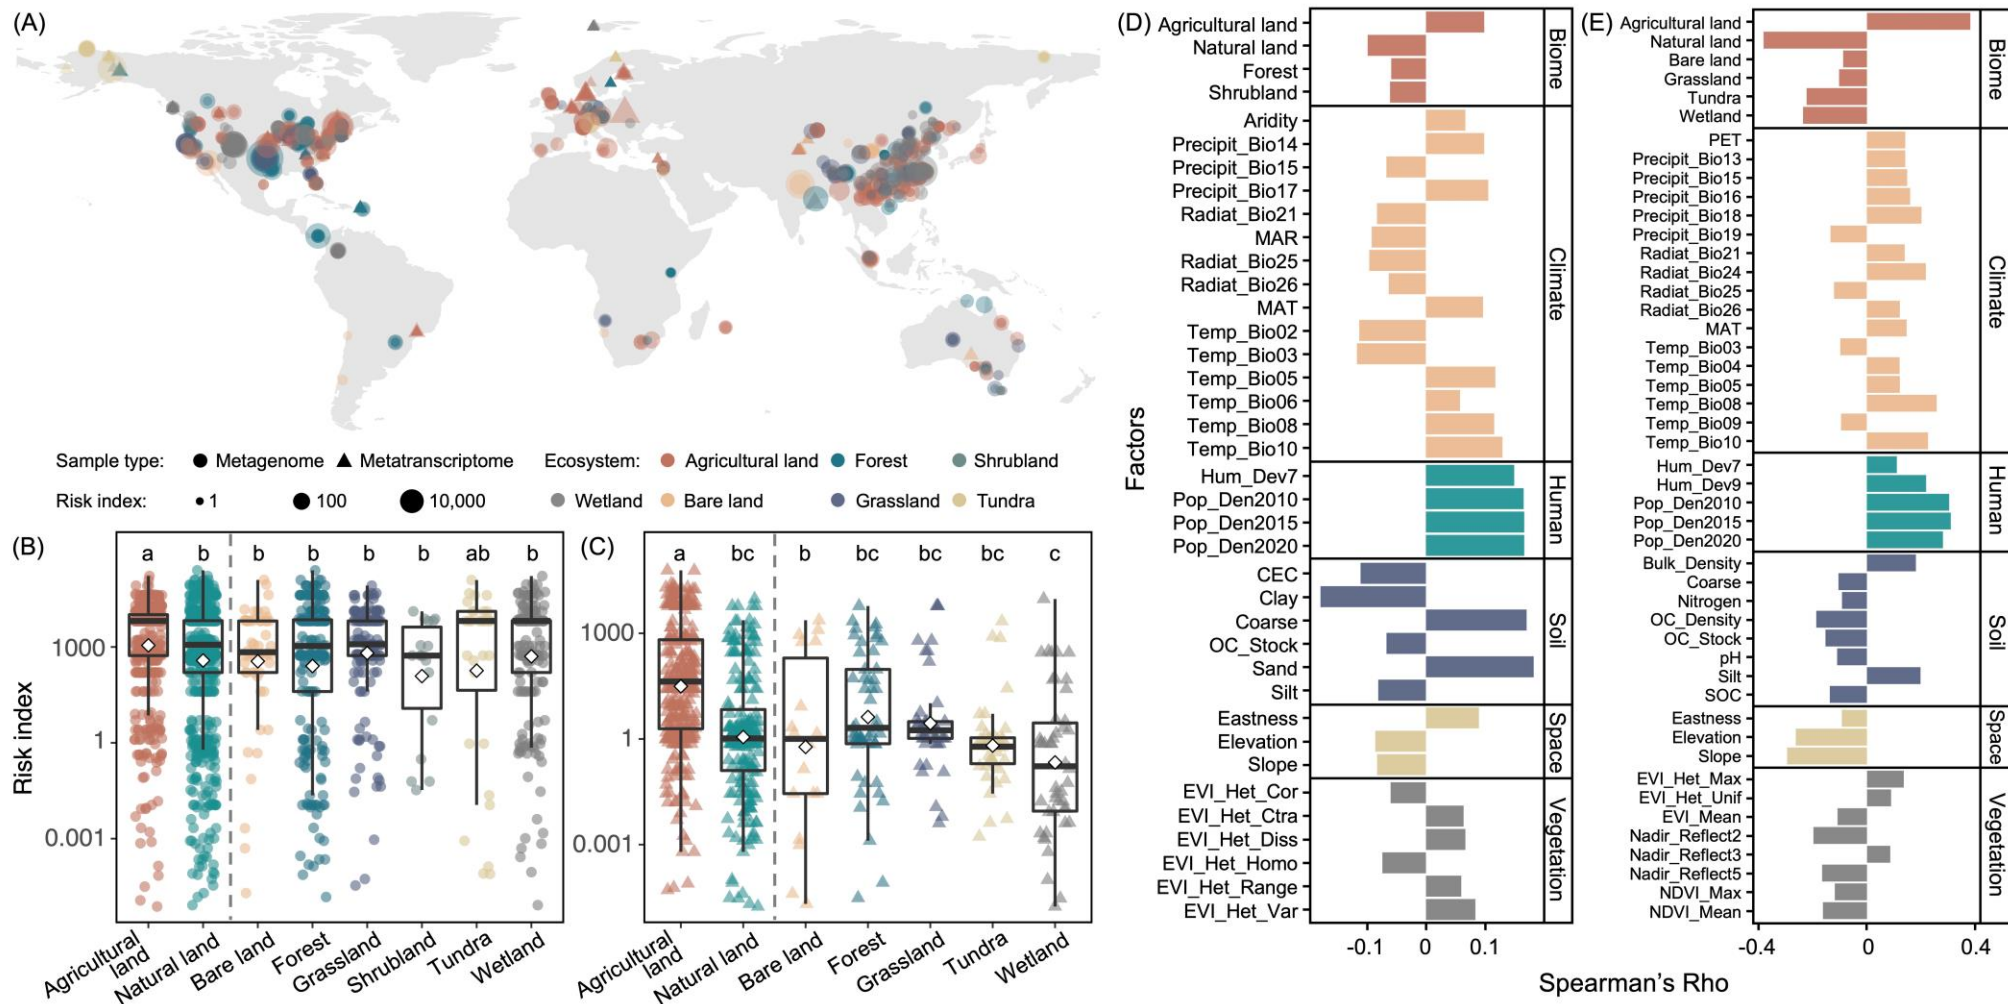 (A)
Sample type: Metagenome Metatranscriptome Ecosystem: Agricultural land Forest Shrubland
Risk index: 1 100 10,000 Wetland Bare land Grassland Tundra
(B)
a b b b b b ab b
Risk index
1000
1
0.001
Agricultural
land
Natural land
Bare land
Forest
Grassland
Shrubland
Tundra
Wetland
(C)
a bc b bc bc bc c
1000
1
0.001
Agricultural
land
Natural land
Bare land
Forest
Grassland
Tundra
Wetland
(D)
Factors
Agricultural land
Natural land
Forest
Shrubland
Biome
Aridity
Precipit_Bio14
Precipit_Bio15
Precipit_Bio17
Radiat_Bio21
MAR
Radiat_Bio25
Radiat_Bio26
MAT
Temp_Bio02
Temp_Bio03
Temp_Bio05
Temp_Bio06
Temp_Bio08
Temp_Bio10
Climate
Hum_Dev7
Pop_Den2010
Pop_Den2015
Pop_Den2020
Human
CEC
Clay
Coarse
OC_Stock
Sand
Silt
Soil
Eastness
Elevation
Slope
Space
EVI_Het_Cor
EVI_Het_Ctra
EVI_Het_Diss
EVI_Het_Homo
EVI_Het_Range
EVI_Het_Var
Vegetation
-0.1 0 0.1
(E)
Agricultural land
Natural land
Bare land
Grassland
Tundra
Wetland
Biome
PET
Precipit_Bio13
Precipit_Bio15
Precipit_Bio16
Precipit_Bio18
Precipit_Bio19
Radiat_Bio21
Radiat_Bio24
Radiat_Bio25
Radiat_Bio26
MAT
Temp_Bio03
Temp_Bio04
Temp_Bio05
Temp_Bio08
Temp_Bio09
Temp_Bio10
Climate
Hum_Dev7
Hum_Dev9
Pop_Den2010
Pop_Den2015
Pop_Den2020
Human
Bulk_Density
Coarse
Nitrogen
OC_Density
OC_Stock
pH
Silt
SOC
Soil
Eastness
Elevation
Slope
Space
EVI_Het_Max
EVI_Het_Unif
EVI_Mean
Nadir_Reflect2
Nadir_Reflect3
Nadir_Reflect5
NDVI_Max
NDVI_Mean
Vegetation
-0.4 0 0.4
Spearman's Rho